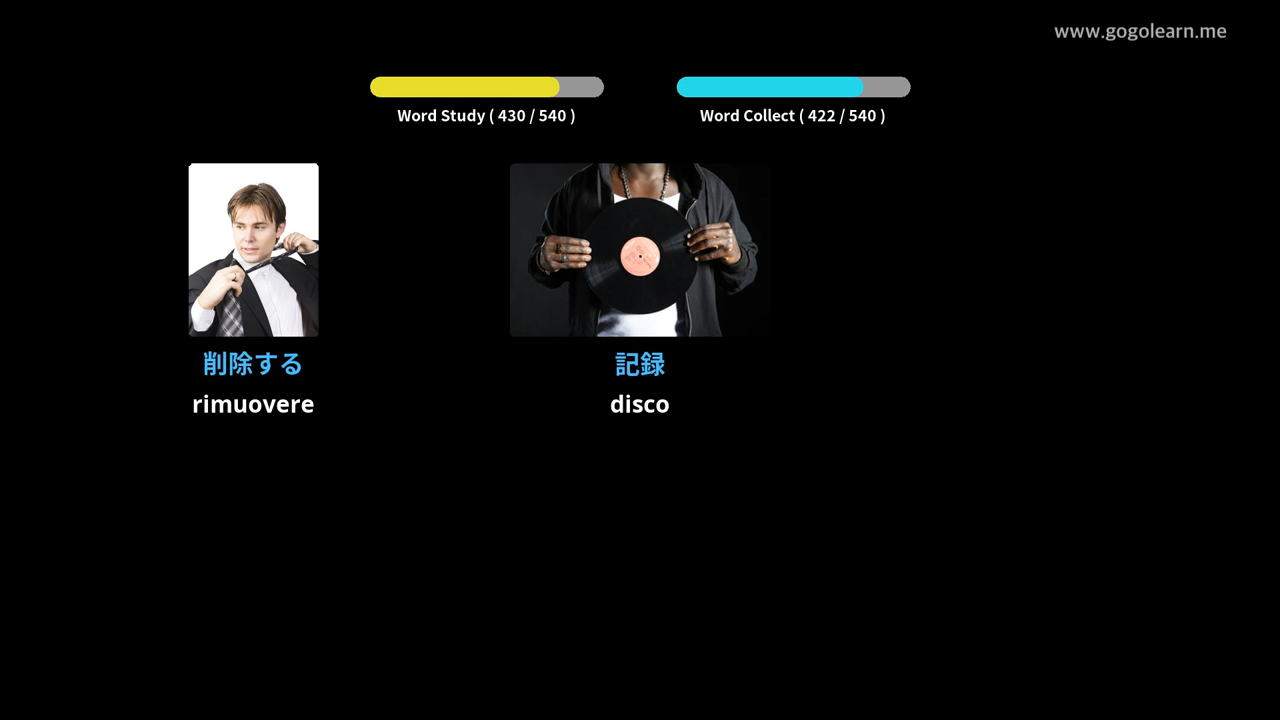 www.gogolearn.me
Word Study ( 430 / 540 )
Word Collect ( 422 / 540 )
削除する
rimuovere
記録
disco